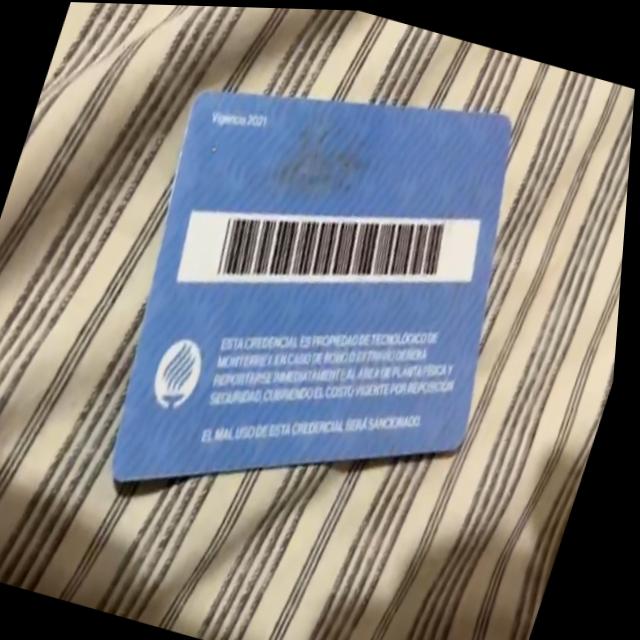 Vigencia 2021
ESTA CREDENCIAL ES PROPIEDAD DE TECNOLÓGICO DE
MONTERREY. EN CASO DE ROBO O EXTRAVÍO DEBERÁ
REPORTARSE INMEDIATAMENTE AL ÁREA DE PLANTA FÍSICA Y
SEGURIDAD, CUBRIENDO EL COSTO VIGENTE POR REPOSICIÓN
EL MAL USO DE ESTA CREDENCIAL SERÁ SANCIONADO.